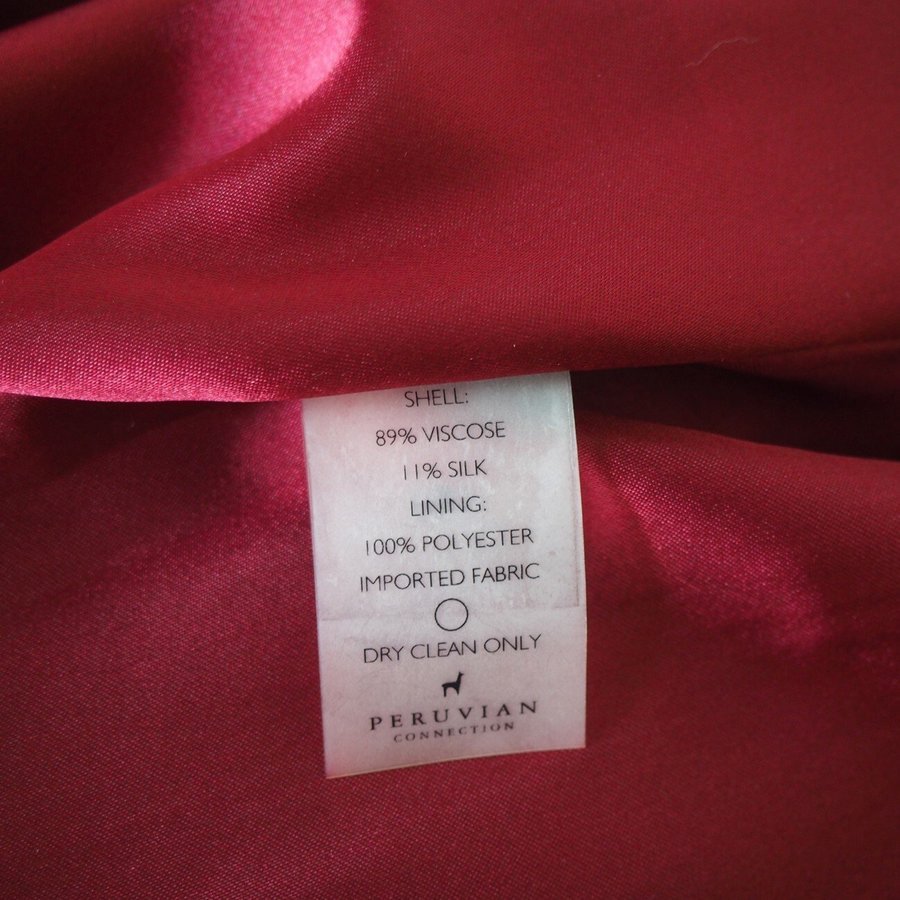 SHELL:
89% VISCOSE
11% SILK
LINING:
100% POLYESTER
IMPORTED FABRIC
DRY CLEAN ONLY
PERUVIAN
CONNECTION